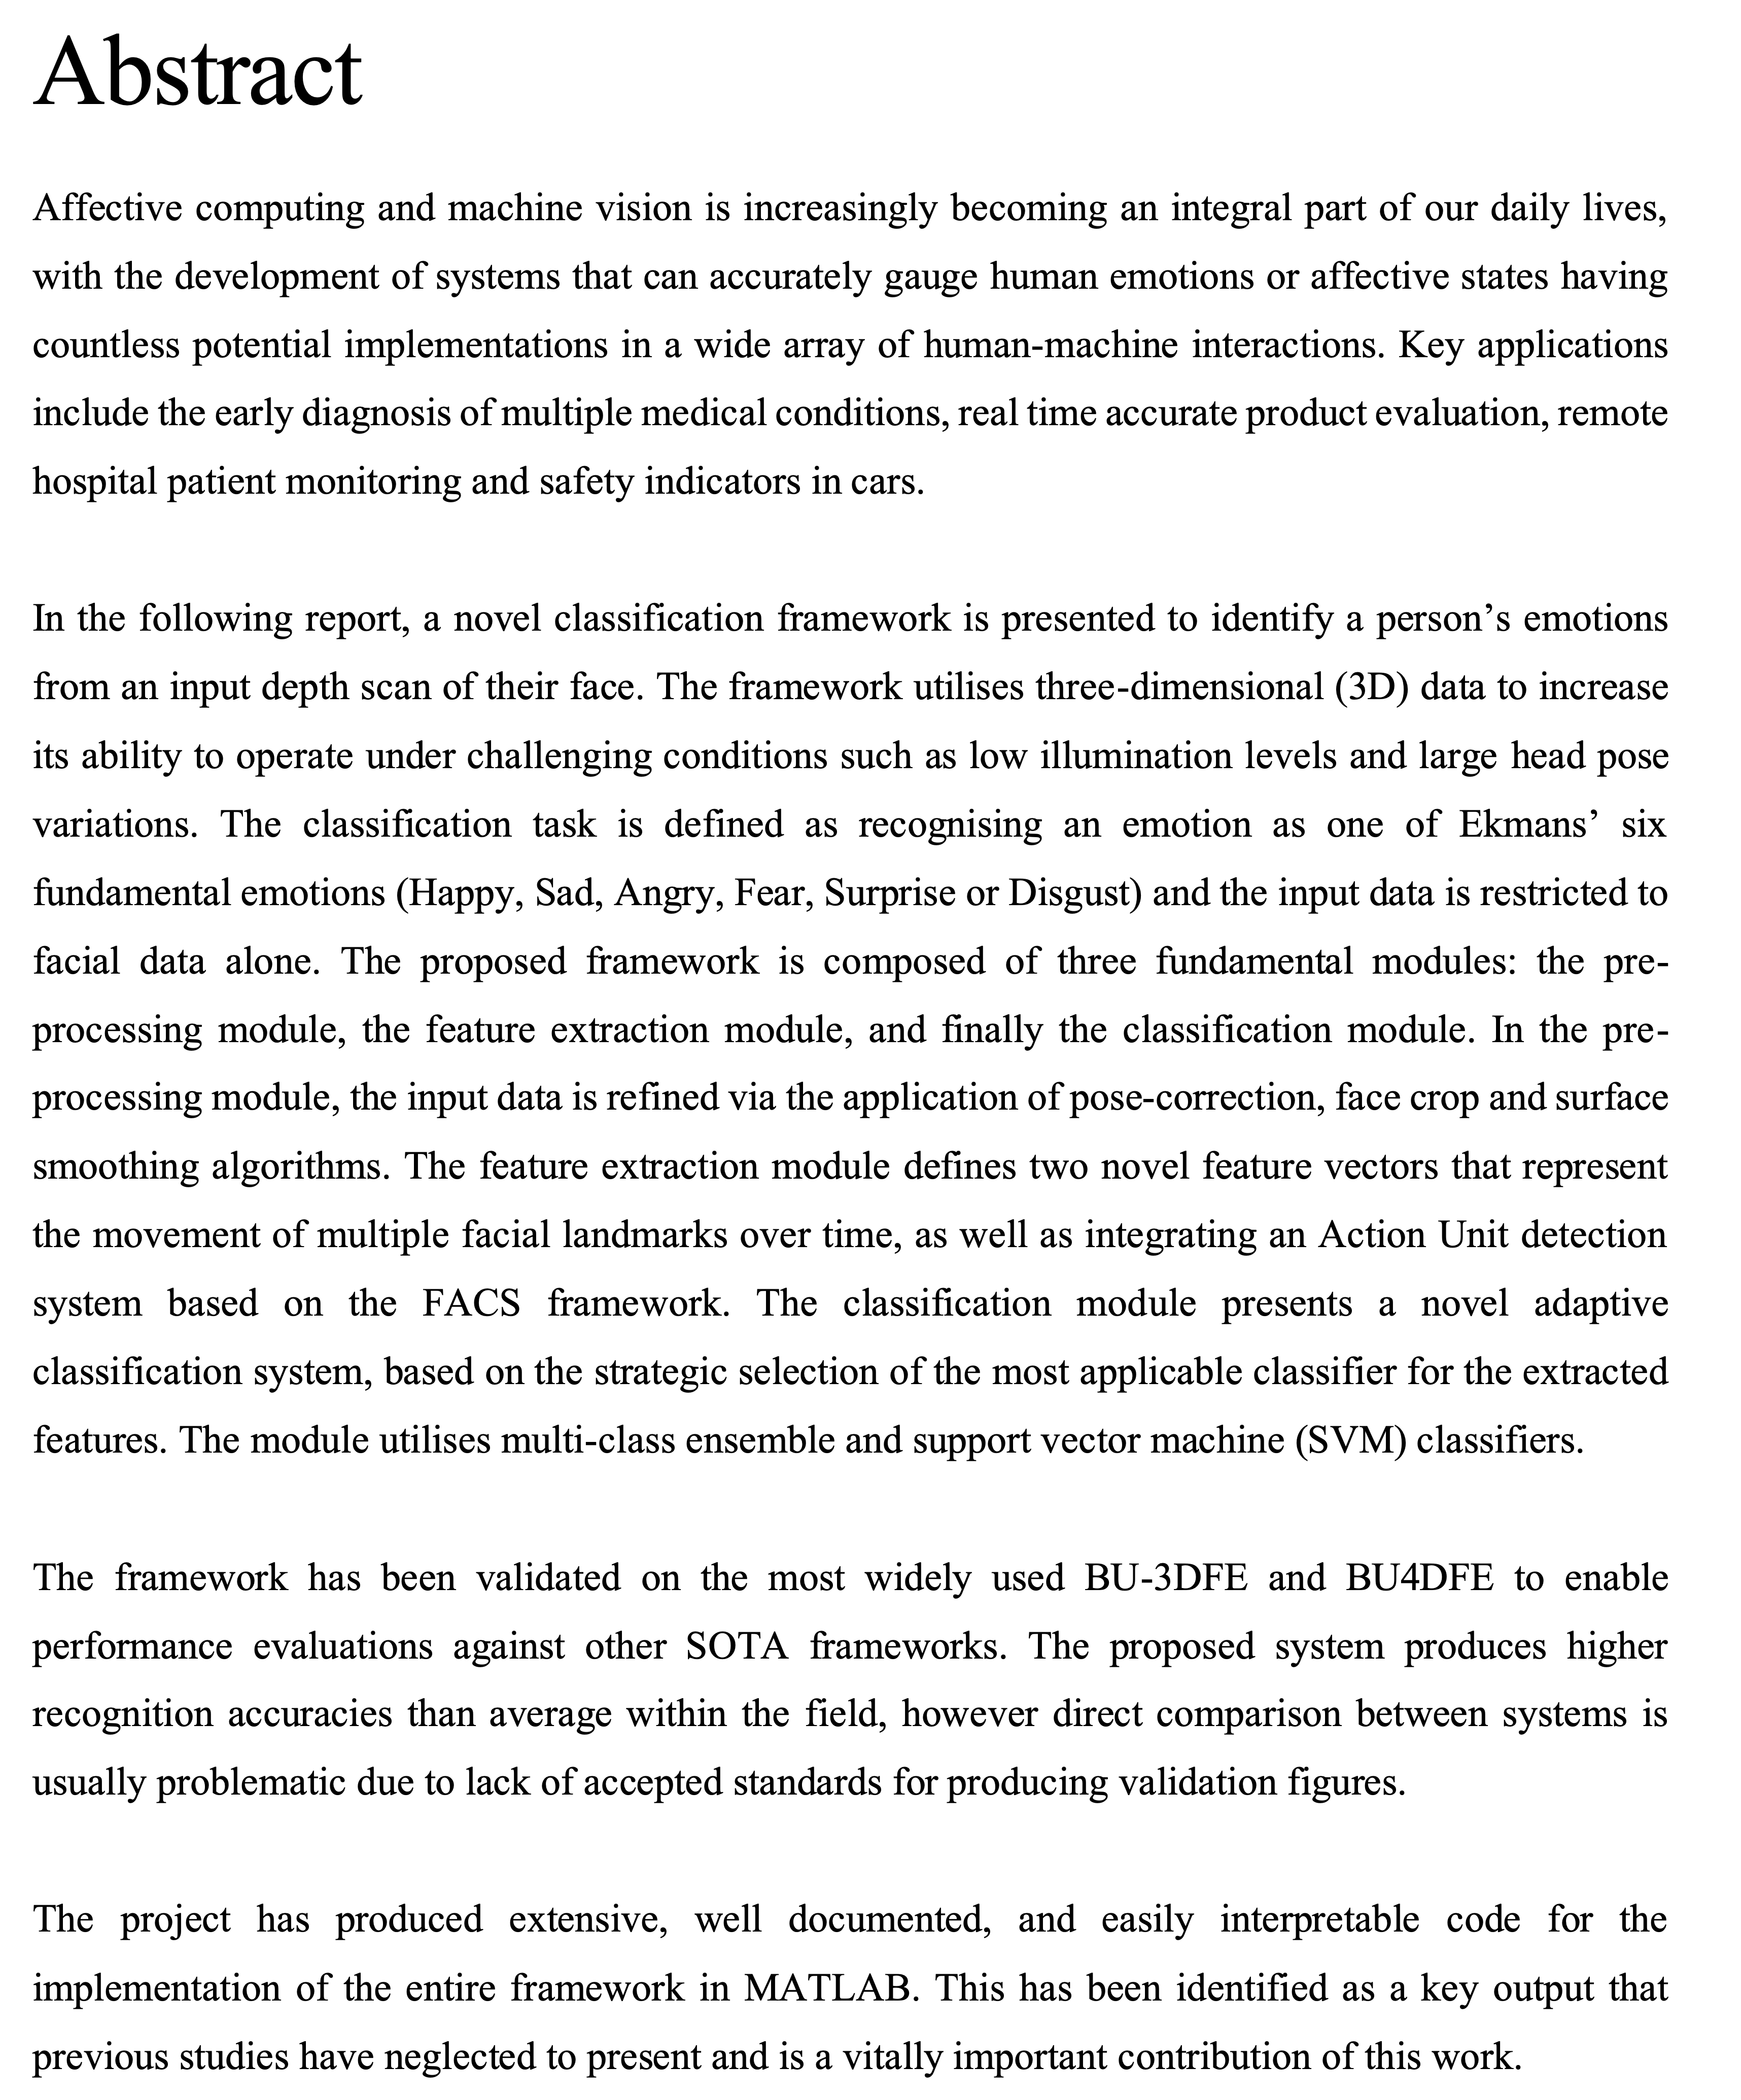 Abstract
Affective computing and machine vision is increasingly becoming an integral part of our daily lives,
with the development of systems that can accurately gauge human emotions or affective states having
countless potential implementations in a wide array of human-machine interactions. Key applications
include the early diagnosis of multiple medical conditions, real time accurate product evaluation, remote
hospital patient monitoring and safety indicators in cars.
In the following report, a novel classification framework is presented to identify a person’s emotions
from an input depth scan of their face. The framework utilises three-dimensional (3D) data to increase
its ability to operate under challenging conditions such as low illumination levels and large head pose
variations. The classification task is defined as recognising an emotion as one of Ekmans’ six
fundamental emotions (Happy, Sad, Angry, Fear, Surprise or Disgust) and the input data is restricted to
facial data alone. The proposed framework is composed of three fundamental modules: the pre-
processing module, the feature extraction module, and finally the classification module. In the pre-
processing module, the input data is refined via the application of pose-correction, face crop and surface
smoothing algorithms. The feature extraction module defines two novel feature vectors that represent
the movement of multiple facial landmarks over time, as well as integrating an Action Unit detection
system based on the FACS framework. The classification module presents a novel adaptive
classification system, based on the strategic selection of the most applicable classifier for the extracted
features. The module utilises multi-class ensemble and support vector machine (SVM) classifiers.
The framework has been validated on the most widely used BU-3DFE and BU4DFE to enable
performance evaluations against other SOTA frameworks. The proposed system produces higher
recognition accuracies than average within the field, however direct comparison between systems is
usually problematic due to lack of accepted standards for producing validation figures.
The project has produced extensive, well documented, and easily interpretable code for the
implementation of the entire framework in MATLAB. This has been identified as a key output that
previous studies have neglected to present and is a vitally important contribution of this work.